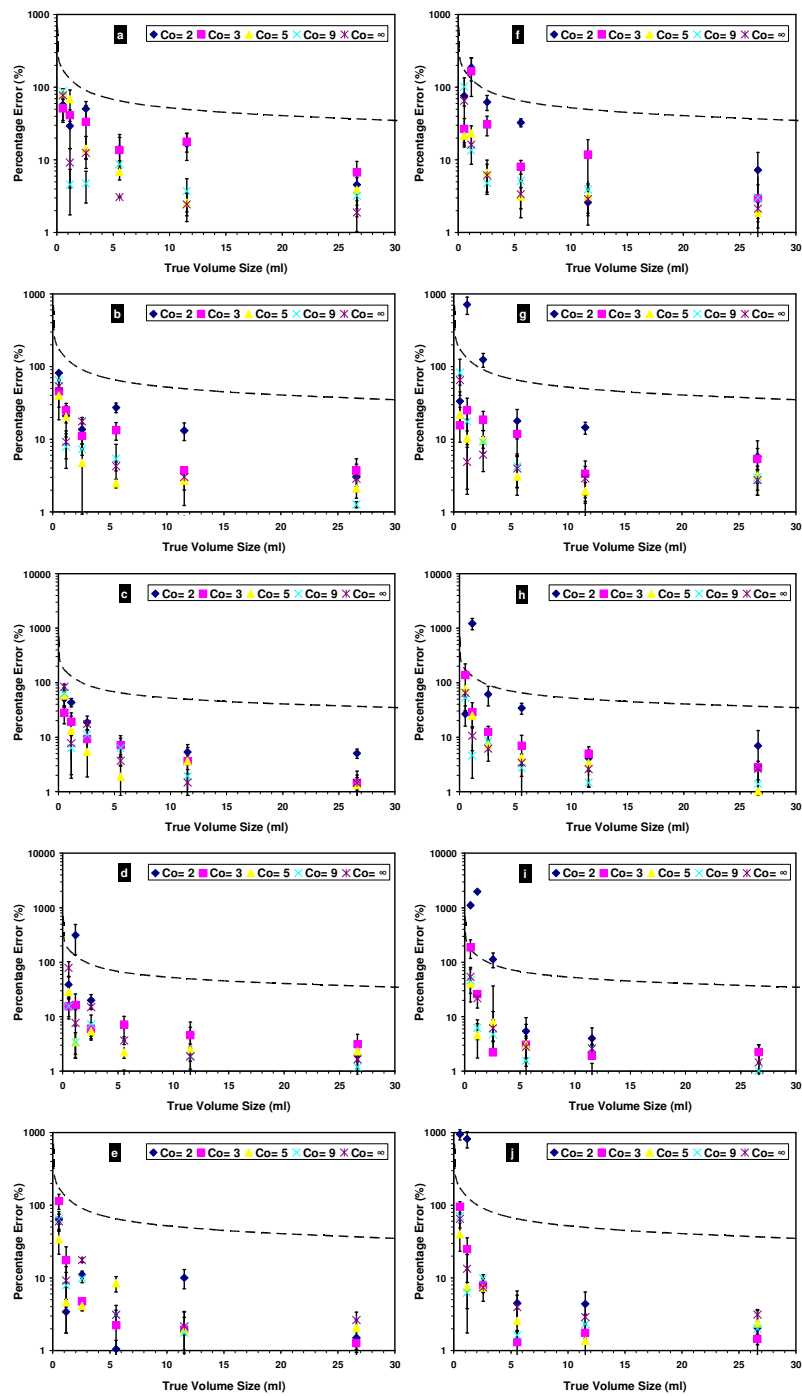 a
Co= 2 Co= 3 Co= 5 Co= 9 Co= ∞
1000
100
10
1
0 5 10 15 20 25 30
Percentage Error (%)
True Volume Size (ml)
f
Co= 2 Co= 3 Co= 5 Co= 9 Co= ∞
1000
100
10
1
0 5 10 15 20 25 30
Percentage Error (%)
True Volume Size (ml)
b
Co= 2 Co= 3 Co= 5 Co= 9 Co= ∞
1000
100
10
1
0 5 10 15 20 25 30
Percentage Error (%)
True Volume Size (ml)
g
Co= 2 Co= 3 Co= 5 Co= 9 Co= ∞
1000
100
10
1
0 5 10 15 20 25 30
Percentage Error (%)
True Volume Size (ml)
c
Co= 2 Co= 3 Co= 5 Co= 9 Co= ∞
10000
1000
100
10
1
0 5 10 15 20 25 30
Percentage Error (%)
True Volume Size (ml)
h
Co= 2 Co= 3 Co= 5 Co= 9 Co= ∞
10000
1000
100
10
1
0 5 10 15 20 25 30
Percentage Error (%)
True Volume Size (ml)
d
Co= 2 Co= 3 Co= 5 Co= 9 Co= ∞
10000
1000
100
10
1
0 5 10 15 20 25 30
Percentage Error (%)
True Volume Size (ml)
i
Co= 2 Co= 3 Co= 5 Co= 9 Co= ∞
10000
1000
100
10
1
0 5 10 15 20 25 30
Percentage Error (%)
True Volume Size (ml)
e
Co= 2 Co= 3 Co= 5 Co= 9 Co= ∞
1000
100
10
1
0 5 10 15 20 25 30
Percentage Error (%)
True Volume Size (ml)
j
Co= 2 Co= 3 Co= 5 Co= 9 Co= ∞
1000
100
10
1
0 5 10 15 20 25 30
Percentage Error (%)
True Volume Size (ml)